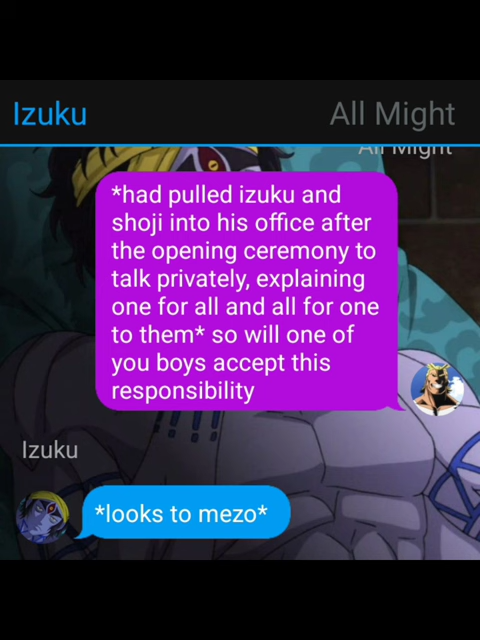 Izuku
All Might
All Might
*had pulled izuku and
shoji into his office after
the opening ceremony to
talk privately, explaining
one for all and all for one
to them* so will one of
you boys accept this
responsibility
Izuku
*looks to mezo*